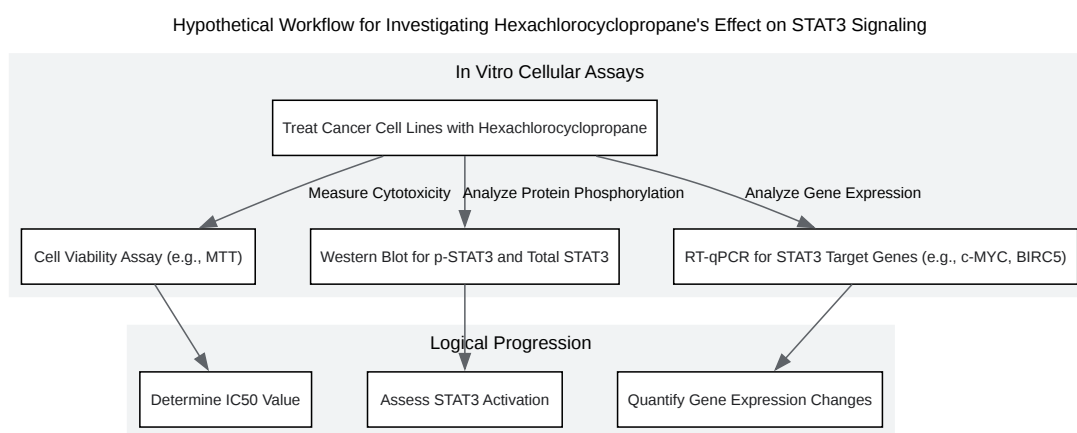 Hypothetical Workflow for Investigating Hexachlorocyclopropane's Effect on STAT3 Signaling
In Vitro Cellular Assays
Treat Cancer Cell Lines with Hexachlorocyclopropane
Measure Cytotoxicity
Analyze Protein Phosphorylation
Analyze Gene Expression
Cell Viability Assay (e.g., MTT)
Western Blot for p-STAT3 and Total STAT3
RT-qPCR for STAT3 Target Genes (e.g., c-MYC, BIRC5)
Logical Progression
Determine IC50 Value
Assess STAT3 Activation
Quantify Gene Expression Changes